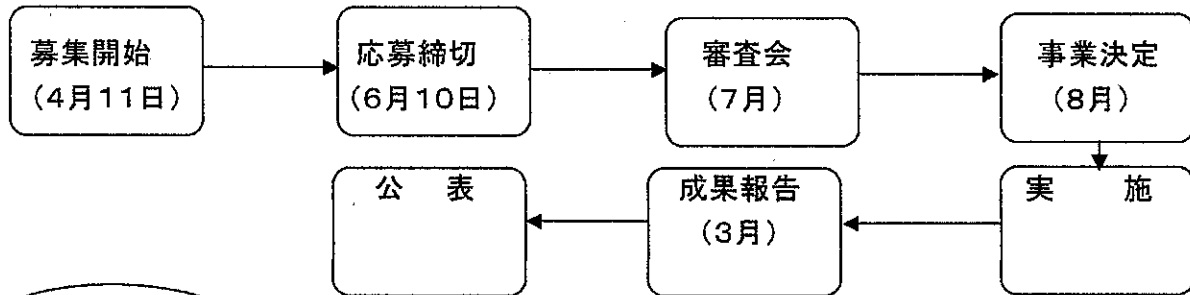 募集開始
(4月11日)
応募締切
(6月10日)
審査会
(7月)
事業決定
(8月)
実　施
成果報告
(3月)
公　表